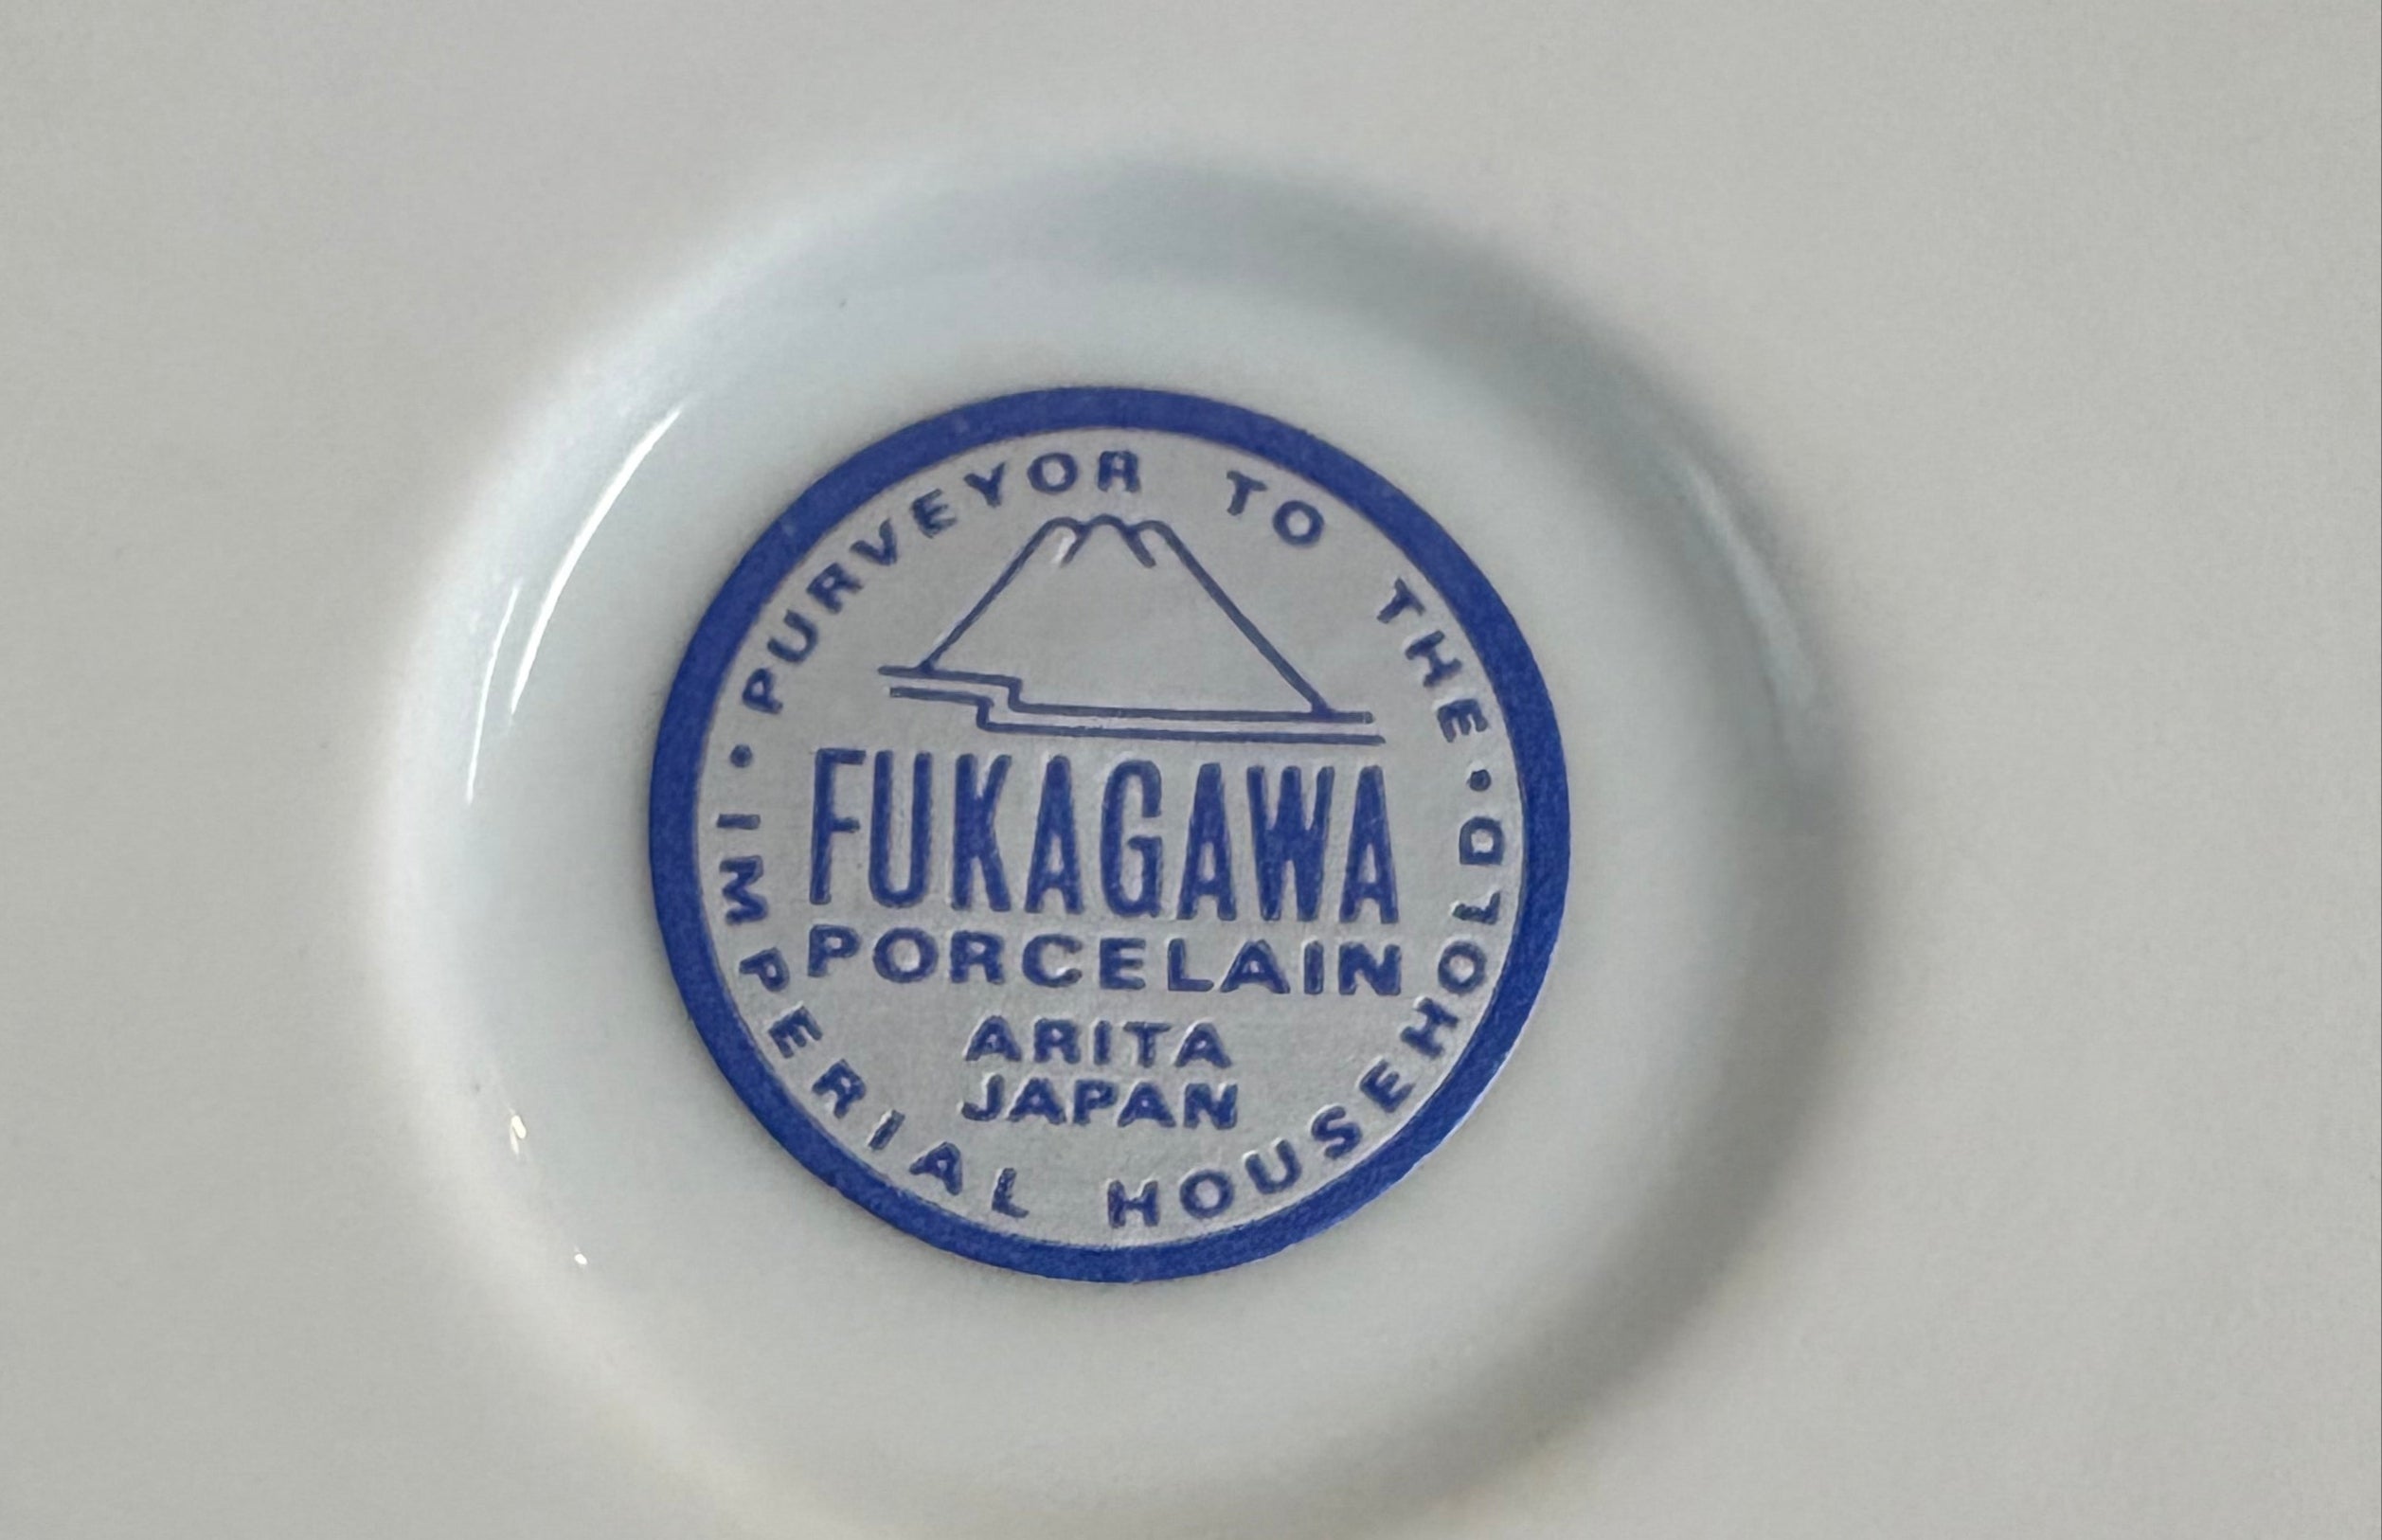 · PURVEYOR TO THE ·
FUKAGAWA
PORCELAIN
ARITA
JAPAN
IMPERIAL HOUSEHOLD